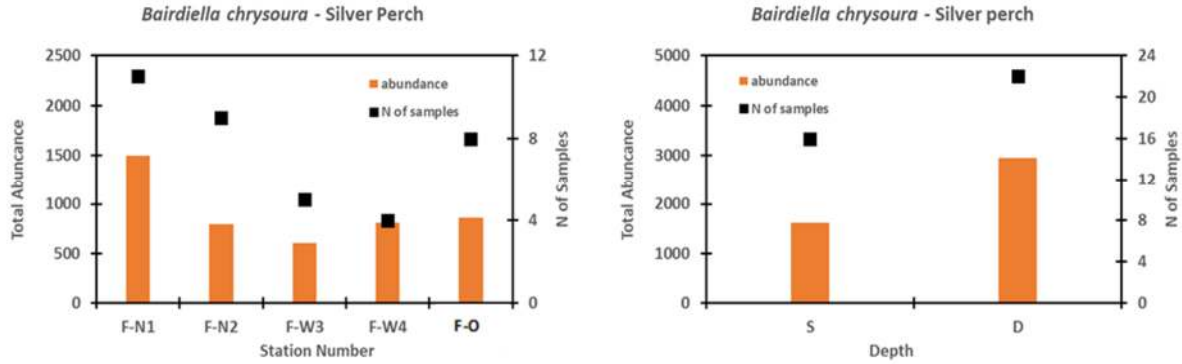 Bairdiella chrysoura - Silver Perch
2500
2000
1500
1000
500
0
Total Abuncance
abundance
N of samples
12
8
4
0
N of Samples
F-N1 F-N2 F-W3 F-W4 F-O
Station Number
Bairdiella chrysoura - Silver perch
5000
4000
3000
2000
1000
0
Total Abuncance
abundance
N of samples
24
20
16
12
8
4
0
N of Samples
S D
Depth